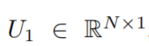 U₁ ∈ ℝ^{N×1}